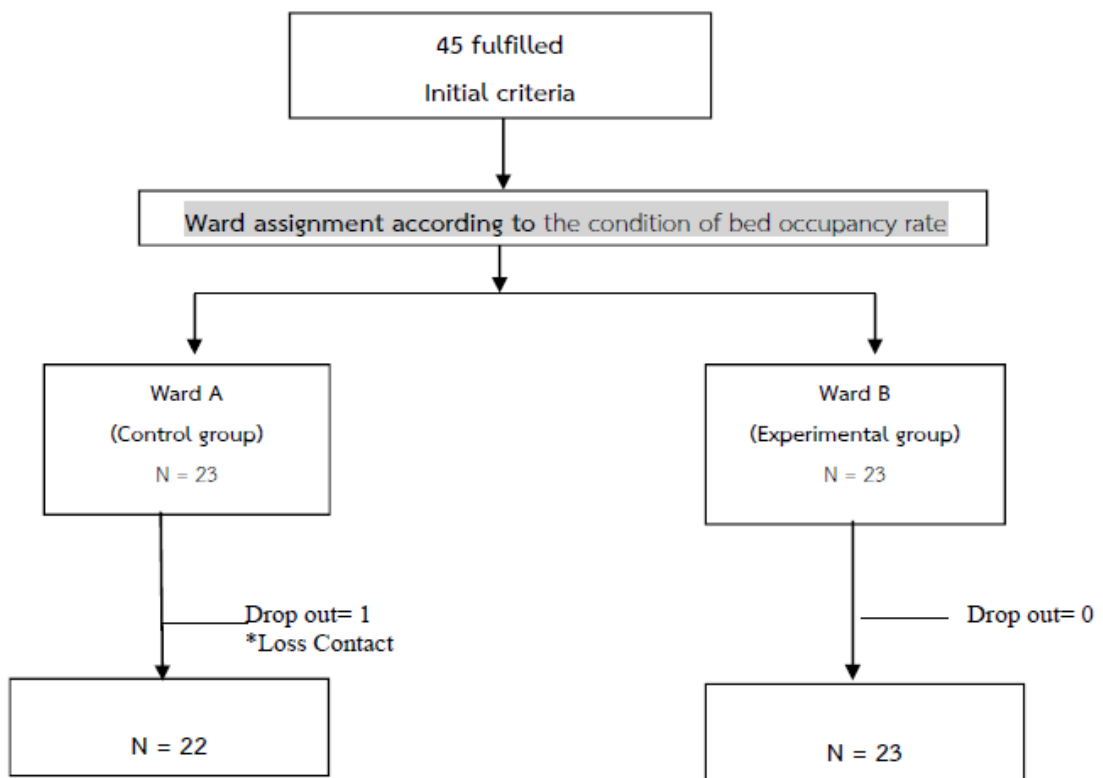 45 fulfilled
Initial criteria
Ward assignment according to the condition of bed occupancy rate
Ward A
(Control group)
N = 23
Ward B
(Experimental group)
N = 23
Drop out= 1
*Loss Contact
Drop out= 0
N = 22
N = 23